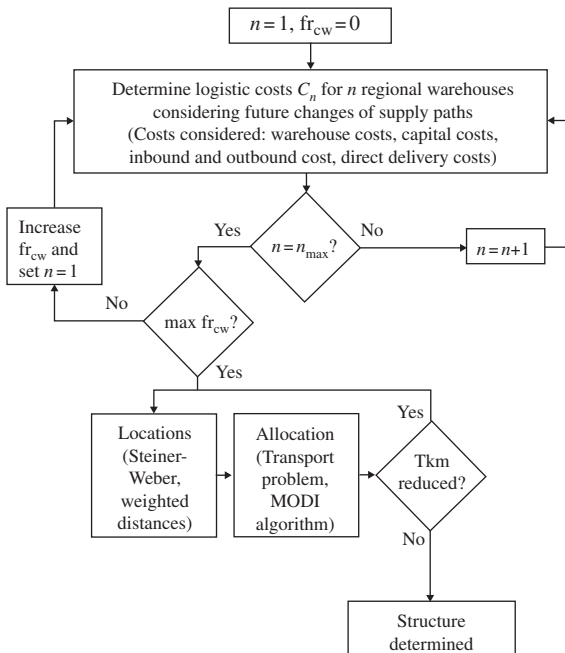 n = 1, fr_cw = 0
Determine logistic costs C_n for n regional warehouses
considering future changes of supply paths
(Costs considered: warehouse costs, capital costs,
inbound and outbound cost, direct delivery costs)
Increase
fr_cw and
set n = 1
Yes
n = n_max?
No
n = n+1
No
max fr_cw?
Yes
Locations
(Steiner-
Weber,
weighted
distances)
Allocation
(Transport
problem,
MODI
algorithm)
Yes
Tkm
reduced?
No
Structure
determined